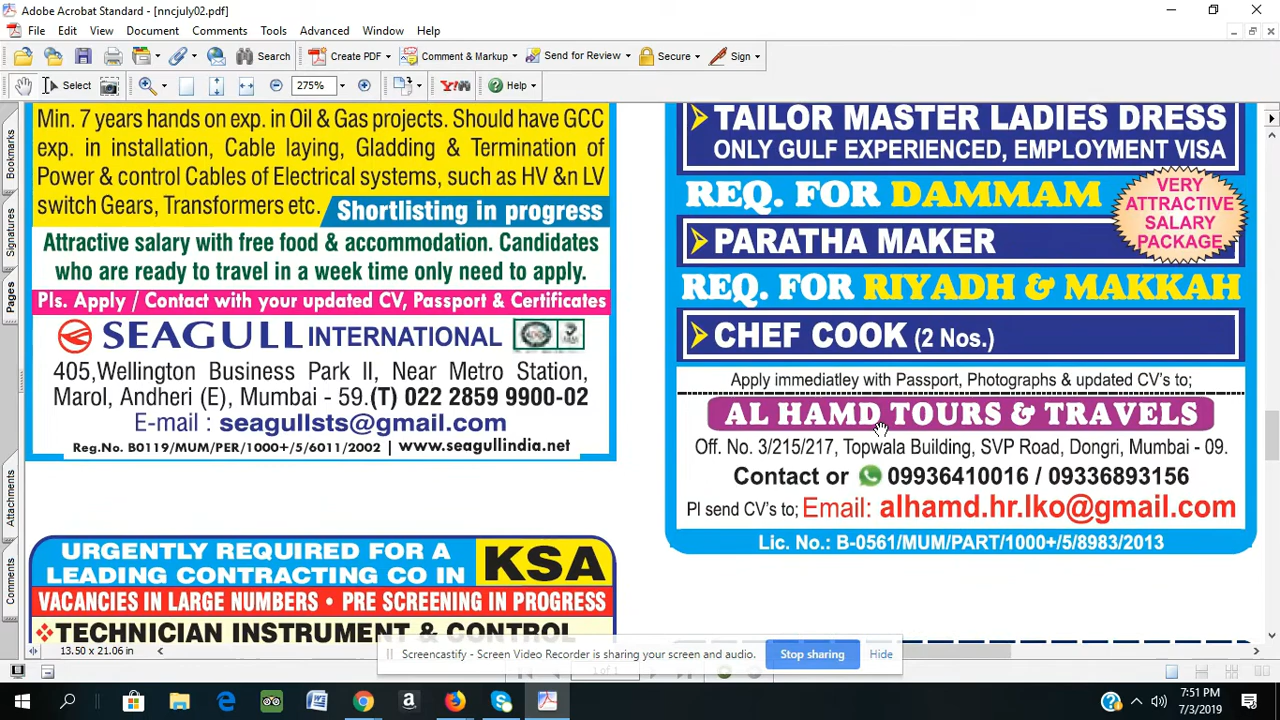 Adobe Acrobat Standard - [nncjuly02.pdf]
File Edit View Document Comments Tools Advanced Window Help
Search Create PDF Comment & Markup Send for Review Secure Sign
Select 275% Y! Help
Bookmarks
Signatures
Pages
Attachments
Comments
Min. 7 years hands on exp. in Oil & Gas projects. Should have GCC
exp. in installation, Cable laying, Gladding & Termination of
Power & control Cables of Electrical systems, such as HV &n LV
switch Gears, Transformers etc.
Shortlisting in progress
Attractive salary with free food & accommodation. Candidates
who are ready to travel in a week time only need to apply.
Pls. Apply / Contact with your updated CV, Passport & Certificates
SEAGULL INTERNATIONAL
405,Wellington Business Park II, Near Metro Station,
Marol, Andheri (E), Mumbai - 59.(T) 022 2859 9900-02
E-mail : seagullsts@gmail.com
Reg.No. B0119/MUM/PER/1000+/5/6011/2002 | www.seagullindia.net
URGENTLY REQUIRED FOR A
LEADING CONTRACTING CO IN
KSA
VACANCIES IN LARGE NUMBERS • PRE SCREENING IN PROGRESS
TECHNICIAN INSTRUMENT & CONTROL
TAILOR MASTER LADIES DRESS
ONLY GULF EXPERIENCED, EMPLOYMENT VISA
REQ. FOR DAMMAM
VERY
ATTRACTIVE
SALARY
PACKAGE
PARATHA MAKER
REQ. FOR RIYADH & MAKKAH
CHEF COOK (2 Nos.)
Apply immediatley with Passport, Photographs & updated CV's to;
AL HAMD TOURS & TRAVELS
Off. No. 3/215/217, Topwala Building, SVP Road, Dongri, Mumbai - 09.
Contact or 09936410016 / 09336893156
Pl send CV's to; Email: alhamd.hr.lko@gmail.com
Lic. No.: B-0561/MUM/PART/1000+/5/8983/2013
13.50 x 21.06 in
Screencastify - Screen Video Recorder is sharing your screen and audio. Stop sharing Hide
1 of 1
7:51 PM
7/3/2019